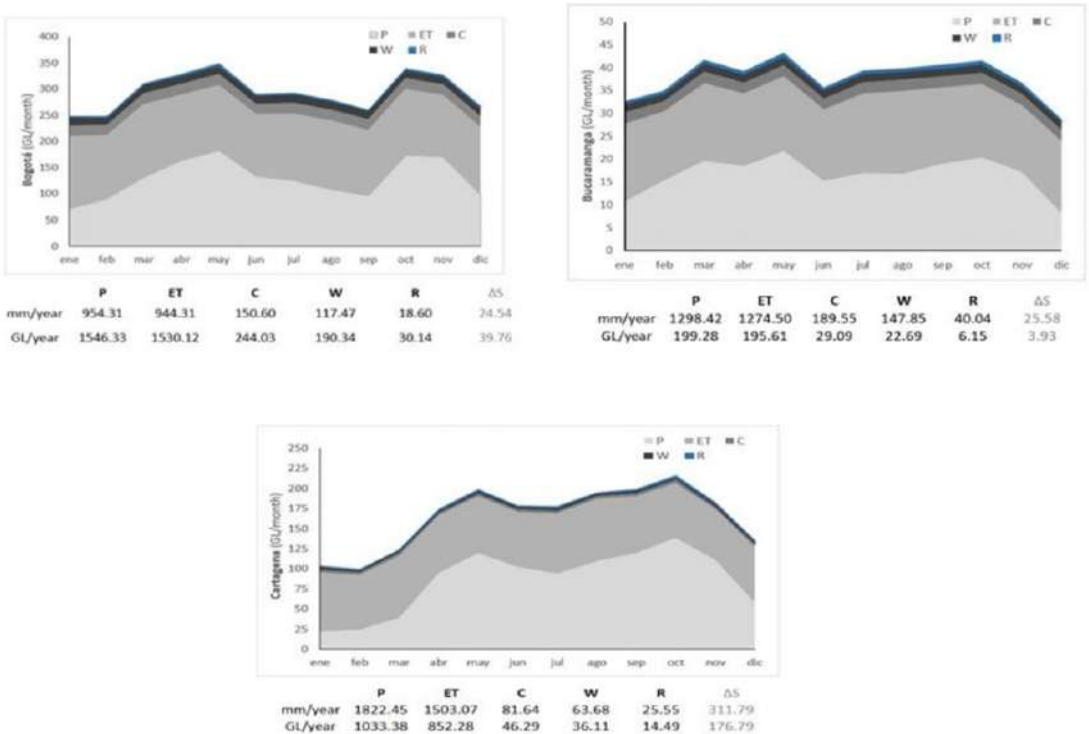 400
350
300
250
200
150
100
50
0
Bogotá (GL/month)
P ET C
W R
ene feb mar abr may jun jul ago sep oct nov dic
P ET C W R ΔS
mm/year 954.31 944.31 150.60 117.47 18.60 24.54
GL/year 1546.33 1530.12 244.03 190.34 30.14 39.76
50
45
40
35
30
25
20
15
10
5
0
Bucaramanga (GL/month)
P ET C
W R
ene feb mar abr may jun jul ago sep oct nov dic
P ET C W R ΔS
mm/year 1298.42 1274.50 189.55 147.85 40.04 25.58
GL/year 199.28 195.61 29.09 22.69 6.15 3.93
250
225
200
175
150
125
100
75
50
25
0
Cartagena (GL/month)
P ET C
W R
ene feb mar abr may jun jul ago sep oct nov dic
P ET C W R ΔS
mm/year 1822.45 1503.07 81.64 63.68 25.55 311.79
GL/year 1033.38 852.28 46.29 36.11 14.49 176.79